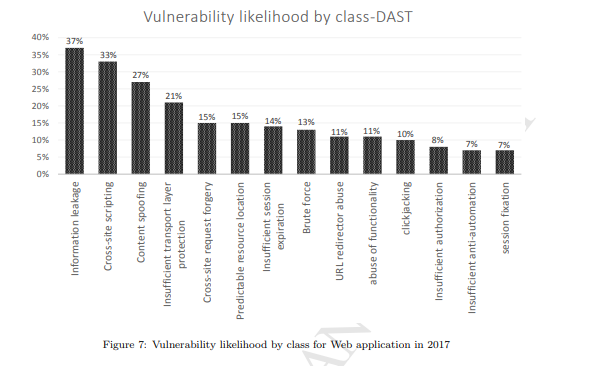 Vulnerability likelihood by class-DAST
40%
35%
30%
25%
20%
15%
10%
5%
0%
37%
33%
27%
21%
15%
15%
14%
13%
11%
11%
10%
8%
7%
7%
Information leakage
Cross-site scripting
Content spoofing
Insufficient transport layer
protection
Cross-site request forgery
Predictable resource location
Insufficient session
expiration
Brute force
URL redirector abuse
abuse of functionality
clickjacking
Insufficient authorization
Insufficient anti-automation
session fixation
Figure 7: Vulnerability likelihood by class for Web application in 2017